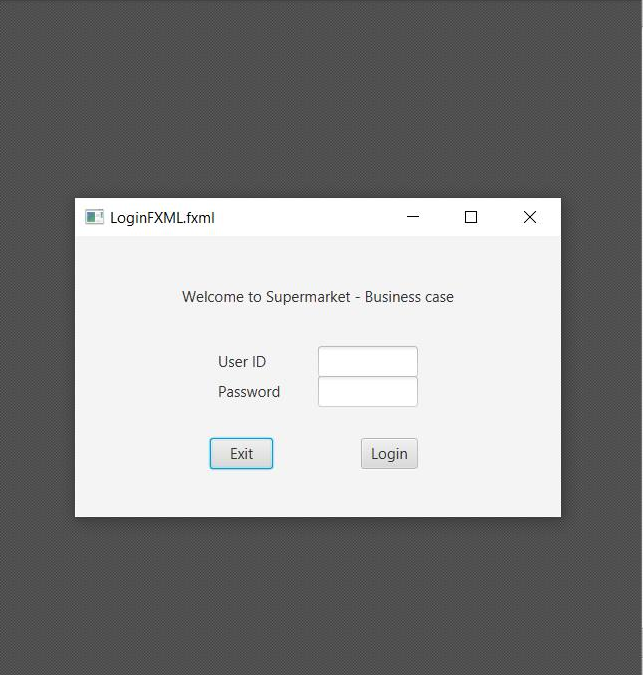 LoginFXML.fxml
Welcome to Supermarket - Business case
User ID
Password
Exit Login